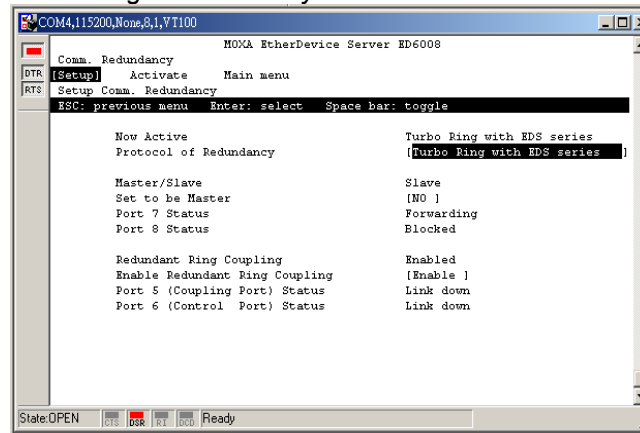 COM4,115200,None,8,1,VT100
MOXA EtherDevice Server ED6008
Comm. Redundancy
DTR
[Setup] Activate Main menu
RTS
Setup Comm. Redundancy
ESC: previous menu Enter: select Space bar: toggle
Now Active Turbo Ring with EDS series
Protocol of Redundancy [Turbo Ring with EDS series ]
Master/Slave Slave
Set to be Master [NO ]
Port 7 Status Forwarding
Port 8 Status Blocked
Redundant Ring Coupling Enabled
Enable Redundant Ring Coupling [Enable ]
Port 5 (Coupling Port) Status Link down
Port 6 (Control Port) Status Link down
State:OPEN CTS DSR RI DCD Ready